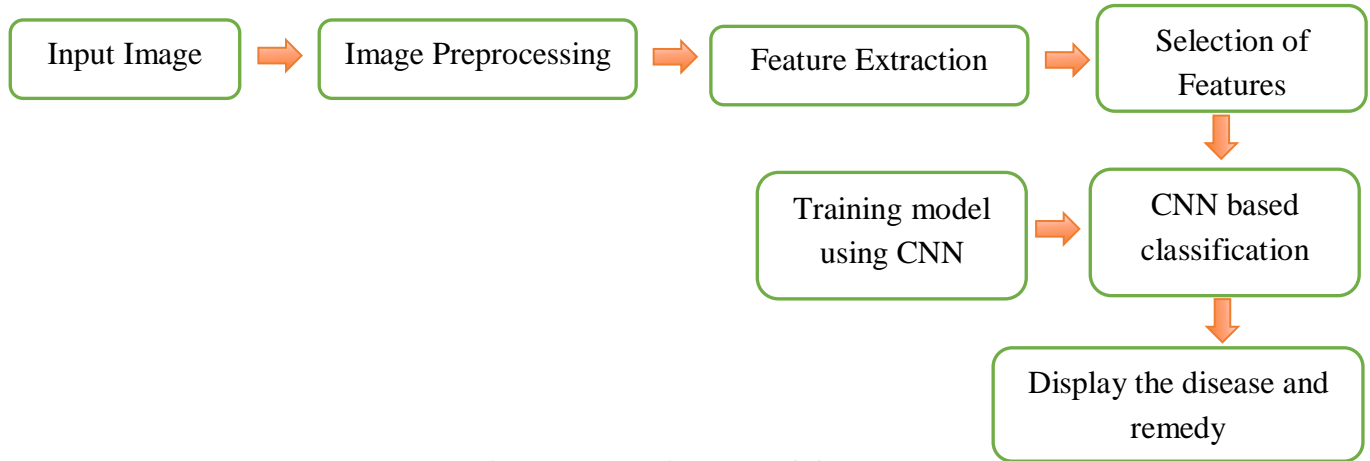 Input Image
Image Preprocessing
Feature Extraction
Selection of
Features
Training model
using CNN
CNN based
classification
Display the disease and
remedy